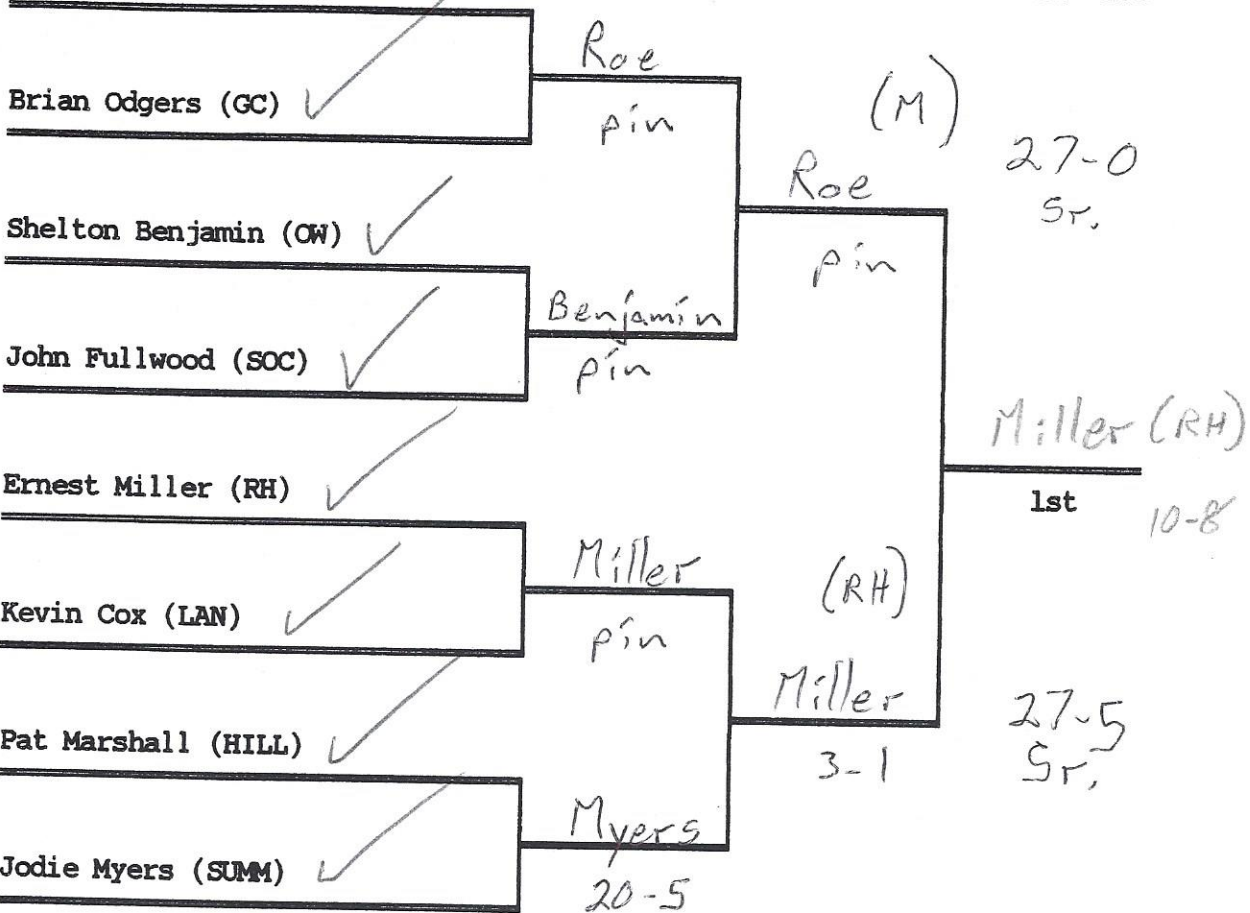 Roe
Brian Odgers (GC)
pin
(M)
27-0
Roe
Sr.
Shelton Benjamin (OW)
pin
Benjamin
John Fullwood (SOC)
pin
Miller (RH)
Ernest Miller (RH)
1st
10-8
Miller
(RH)
Kevin Cox (LAN)
pin
Miller
27-5
Pat Marshall (HILL)
3-1
Sr.
Myers
Jodie Myers (SUMM)
20-5